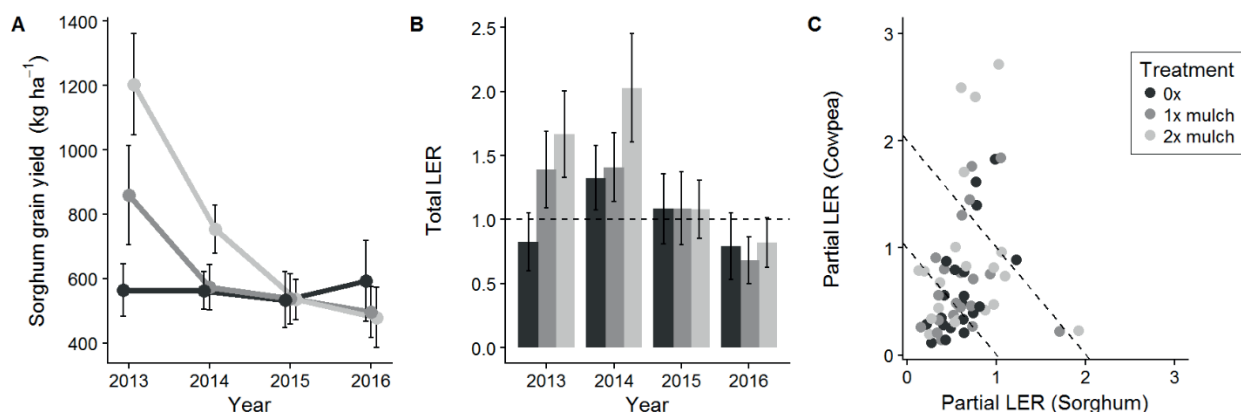 A
Sorghum grain yield (kg ha⁻¹)
1400
1200
1000
800
600
400
2013
2014
2015
2016
Year
B
Total LER
2.5
2.0
1.5
1.0
0.5
0.0
2013
2014
2015
2016
Year
C
Partial LER (Cowpea)
3
2
1
0
0
1
2
3
Partial LER (Sorghum)
Treatment
0x
1x mulch
2x mulch